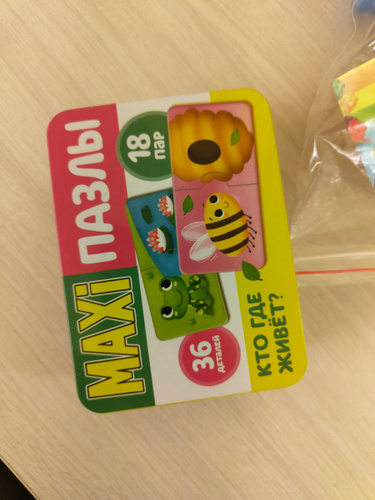 MAXi
ПАЗЛЫ
18
ПАР
36
ДЕТАЛЕЙ
КТО ГДЕ
ЖИВЁТ?